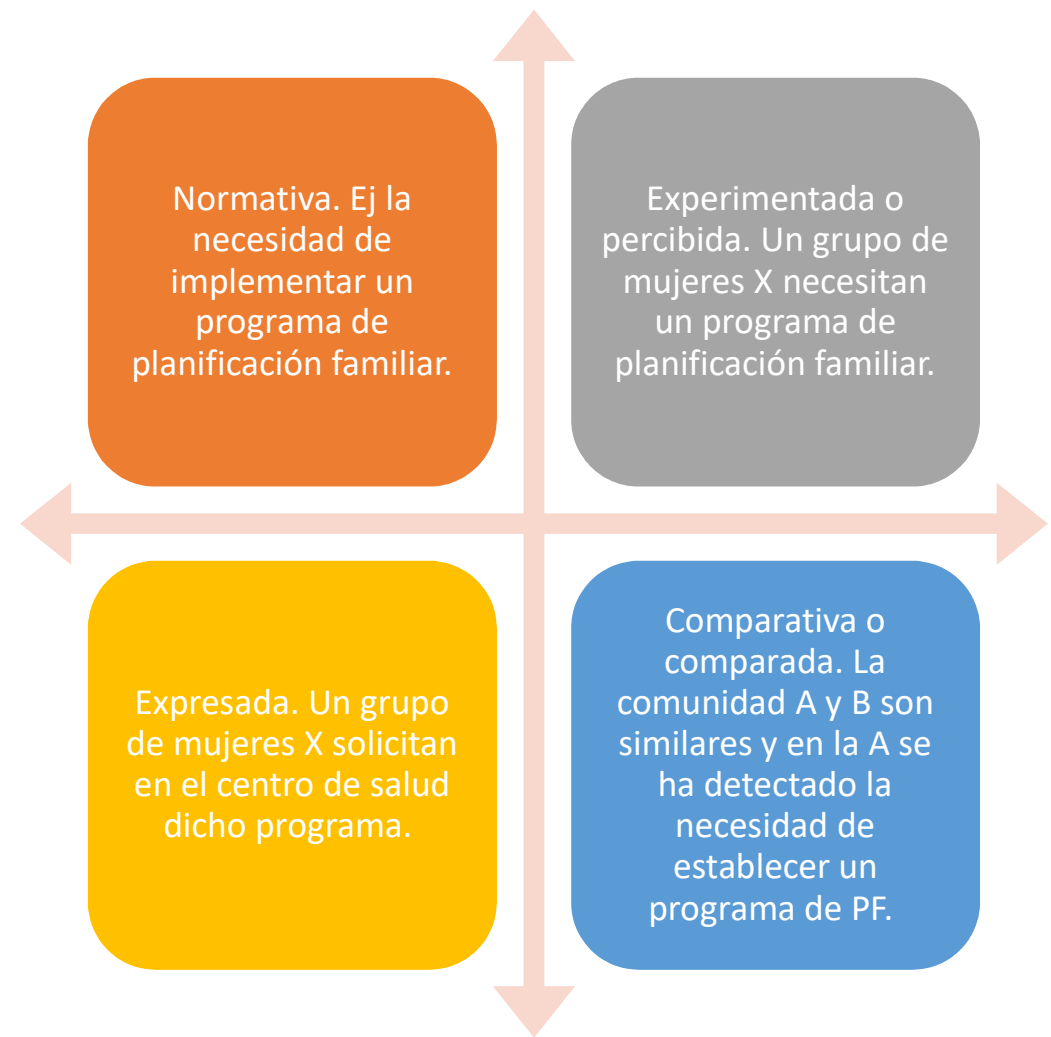 Normativa. Ej la
necesidad de
implementar un
programa de
planificación familiar.
Experimentada o
percibida. Un grupo de
mujeres X necesitan
un programa de
planificación familiar.
Expresada. Un grupo
de mujeres X solicitan
en el centro de salud
dicho programa.
Comparativa o
comparada. La
comunidad A y B son
similares y en la A se
ha detectado la
necesidad de
establecer un
programa de PF.